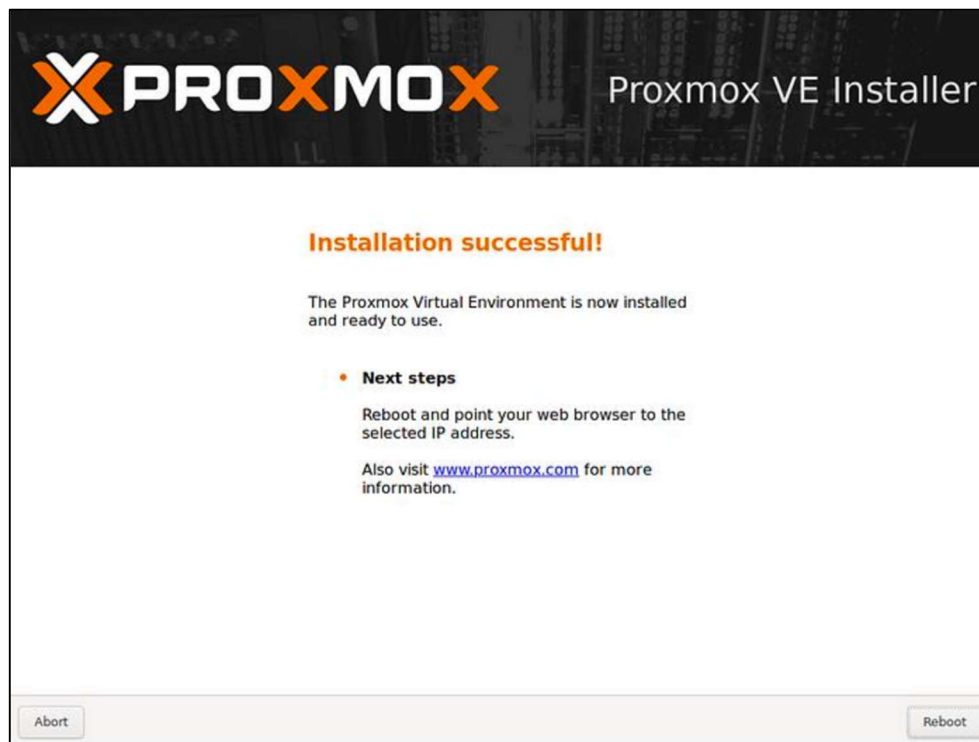 PROXMOX
Proxmox VE Installer
Installation successful!
The Proxmox Virtual Environment is now installed
and ready to use.
• Next steps
Reboot and point your web browser to the
selected IP address.
Also visit www.proxmox.com for more
information.
Abort
Reboot